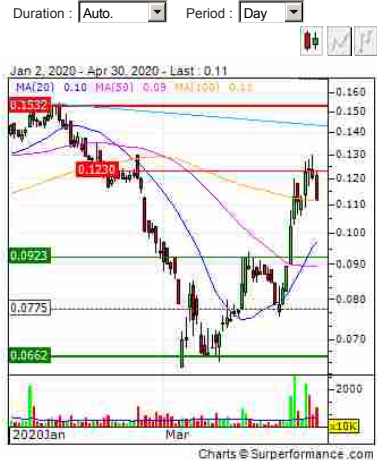 Duration : Auto. Period : Day
Jan 2, 2020 - Apr 30, 2020 - Last : 0.11
MA(20) 0.10 MA(50) 0.09 MA(100) 0.11
0.160
0.1532
0.150
0.140
0.130
0.1230
0.120
0.110
0.100
0.0923
0.090
0.080
0.0775
0.070
0.0662
2000
x10K
2020Jan Mar
Charts © Surperformance.com